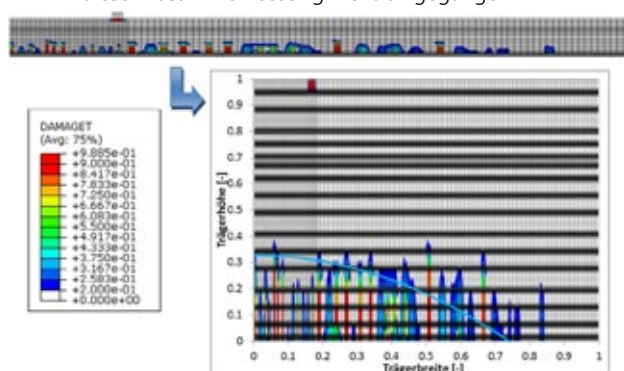 DAMAGET
(Avg: 75%)
+9.885e-01
+9.000e-01
+8.417e-01
+7.833e-01
+7.250e-01
+6.667e-01
+6.083e-01
+5.500e-01
+4.917e-01
+4.333e-01
+3.750e-01
+3.167e-01
+2.583e-01
+2.000e-01
+0.000e+00
Trägerhöhe [-]
1
0.9
0.8
0.7
0.6
0.5
0.4
0.3
0.2
0.1
0
0 0.1 0.2 0.3 0.4 0.5 0.6 0.7 0.8 0.9 1
Trägerbreite [-]